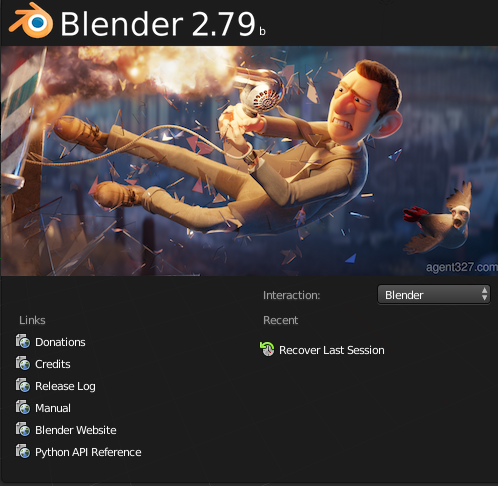 Blender 2.79 b
agent327.com
Interaction:
Blender
Links
Recent
Donations
Recover Last Session
Credits
Release Log
Manual
Blender Website
Python API Reference